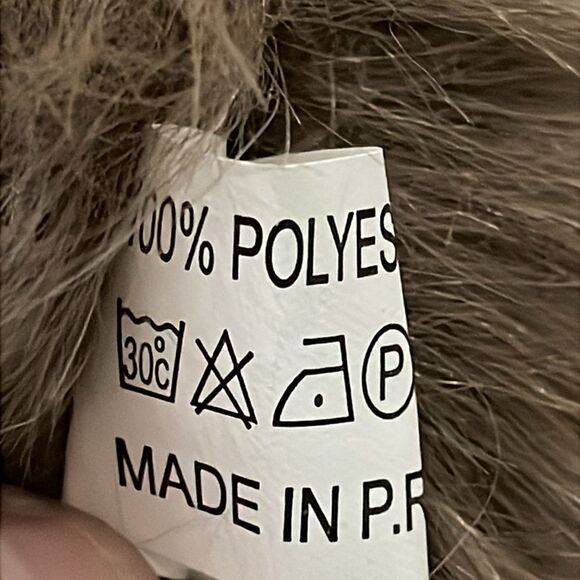 00% POLYES
30°C
P
MADE IN P.R